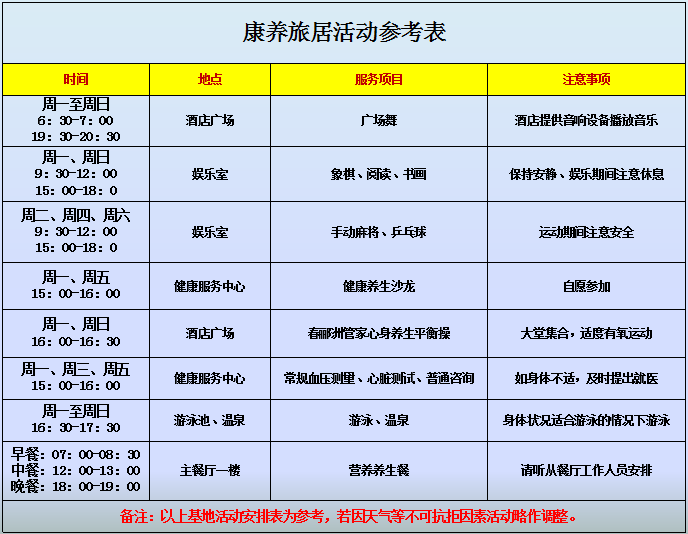 康养旅居活动参考表
时间 地点 服务项目 注意事项
周一至周日
6：30-7：00
19：30-20：30
酒店广场 广场舞 酒店提供音响设备播放音乐
周一、周日
9：30-12：00
15：00-18：0
娱乐室 象棋、阅读、书画 保持安静、娱乐期间注意休息
周二、周四、周六
9：30-12：00
15：00-18：0
娱乐室 手动麻将、乒乓球 运动期间注意安全
周一、周五
15：00-16：00
健康服务中心 健康养生沙龙 自愿参加
周一、周日
16：00-16：30
酒店广场 春郦洲管家心身养生平衡操 大堂集合，适度有氧运动
周一、周三、周五
15：00-16：00
健康服务中心 常规血压测量、心脏测试、普通咨询 如身体不适，及时提出就医
周一至周日
16：30-17：30
游泳池、温泉 游泳、温泉 身体状况适合游泳的情况下游泳
早餐：07：00-08：30
中餐：12：00-13：00
晚餐：18：00-19：00
主餐厅一楼 营养养生餐 请听从餐厅工作人员安排
备注：以上基地活动安排表为参考，若因天气等不可抗拒因素活动略作调整。